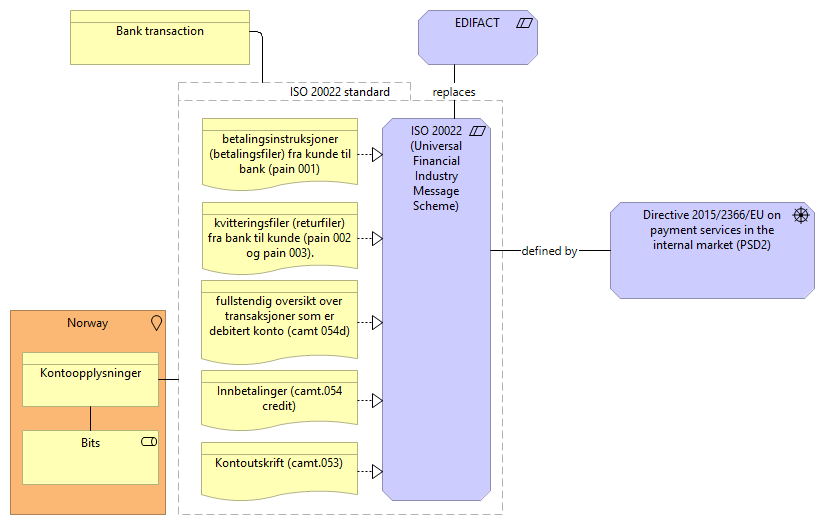 Bank transaction
EDIFACT
ISO 20022 standard
replaces
betalingsinstruksjoner
(betalingsfiler) fra kunde til
bank (pain 001)
ISO 20022
(Universal
Financial
Industry
Message
Scheme)
kvitteringsfiler (returfiler)
fra bank til kunde (pain 002
og pain 003).
defined by
Directive 2015/2366/EU on
payment services in the
internal market (PSD2)
fullstendig oversikt over
transaksjoner som er
debitert konto (camt 054d)
Norway
Kontoopplysninger
Bits
Innbetalinger (camt.054
credit)
Kontoutskrift (camt.053)